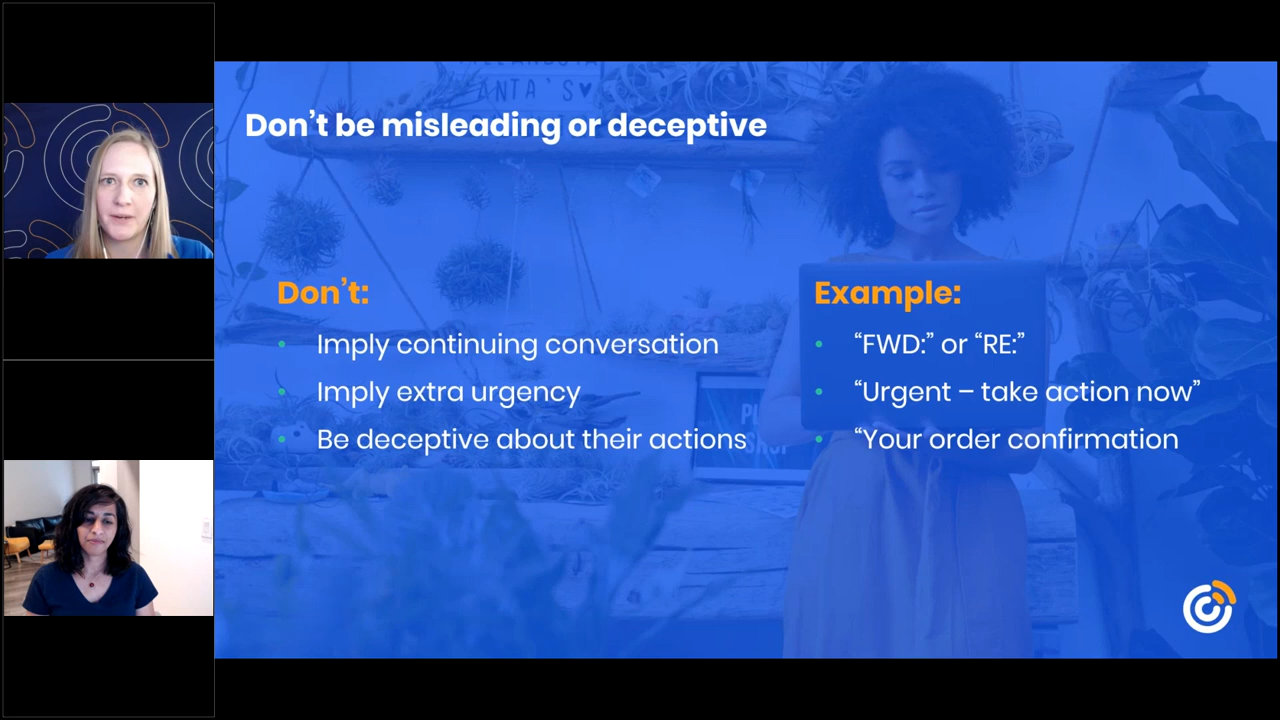 ANTA'S♥
Don't be misleading or deceptive
Don't:
• Imply continuing conversation
• Imply extra urgency
• Be deceptive about their actions
Example:
• “FWD:” or “RE:”
• “Urgent – take action now”
• “Your order confirmation